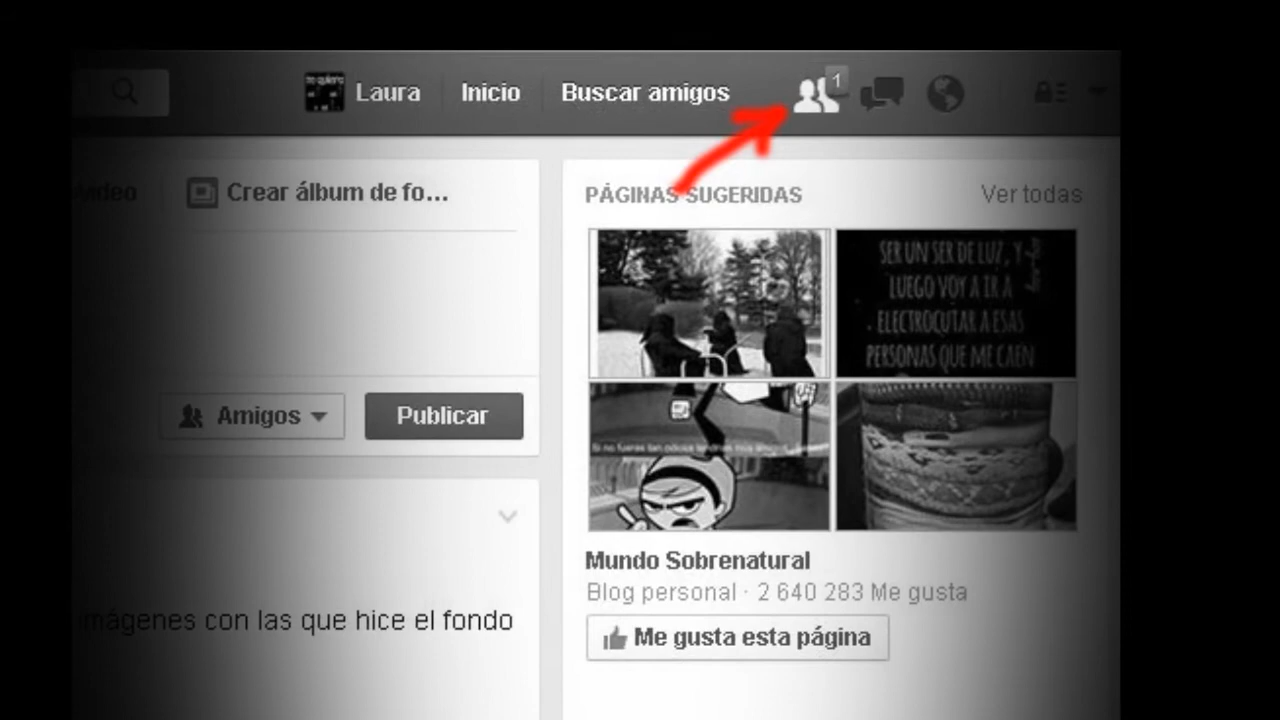 Laura
Inicio
Buscar amigos
1
Crear álbum de fo...
PÁGINAS SUGERIDAS
Ver todas
SER UN SER DE LUZ, Y
LUEGO VOY A IR A
ELECTROCUTAR A ESAS
PERSONAS QUE ME CAEN
Amigos
Publicar
Mundo Sobrenatural
Blog personal · 2 640 283 Me gusta
Me gusta esta página
imágenes con las que hice el fondo